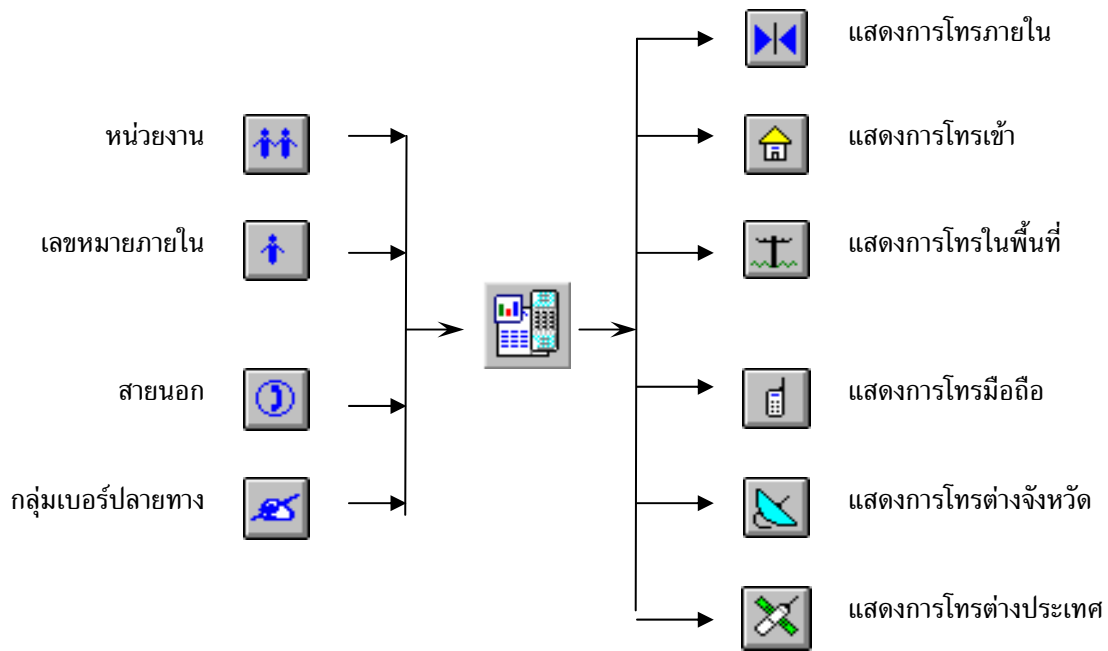 หน่วยงาน
เลขหมายภายใน
สายนอก
กลุ่มเบอร์ปลายทาง
แสดงการโทรภายใน
แสดงการโทรเข้า
แสดงการโทรในพื้นที่
แสดงการโทรมือถือ
แสดงการโทรต่างจังหวัด
แสดงการโทรต่างประเทศ